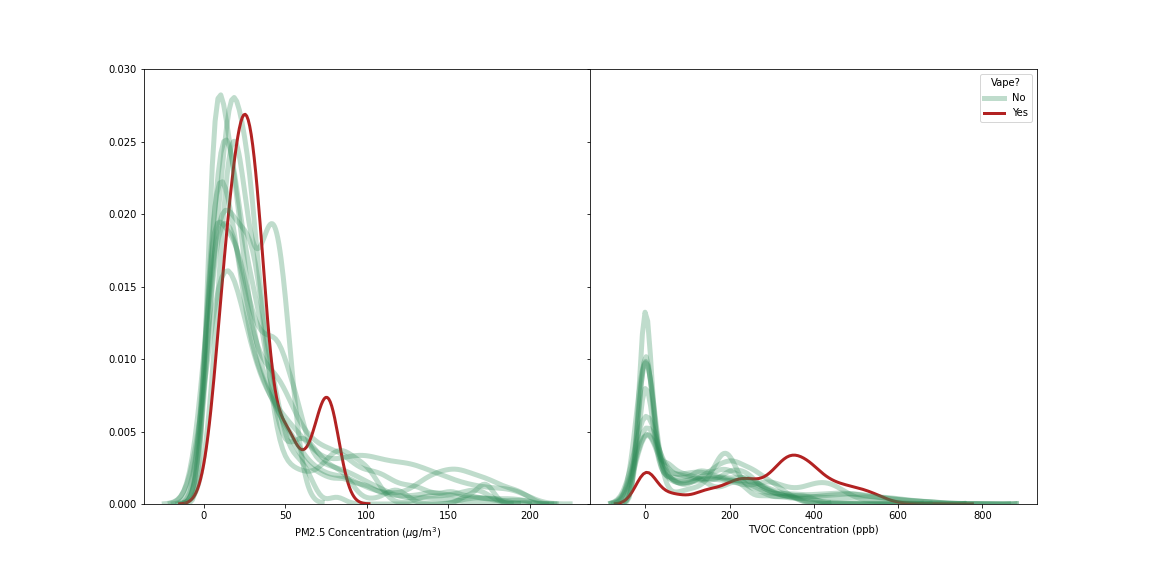 0.030
0.025
0.020
0.015
0.010
0.005
0.000
0 50 100 150 200
PM2.5 Concentration (μg/m³)
Vape?
No
Yes
0 200 400 600 800
TVOC Concentration (ppb)